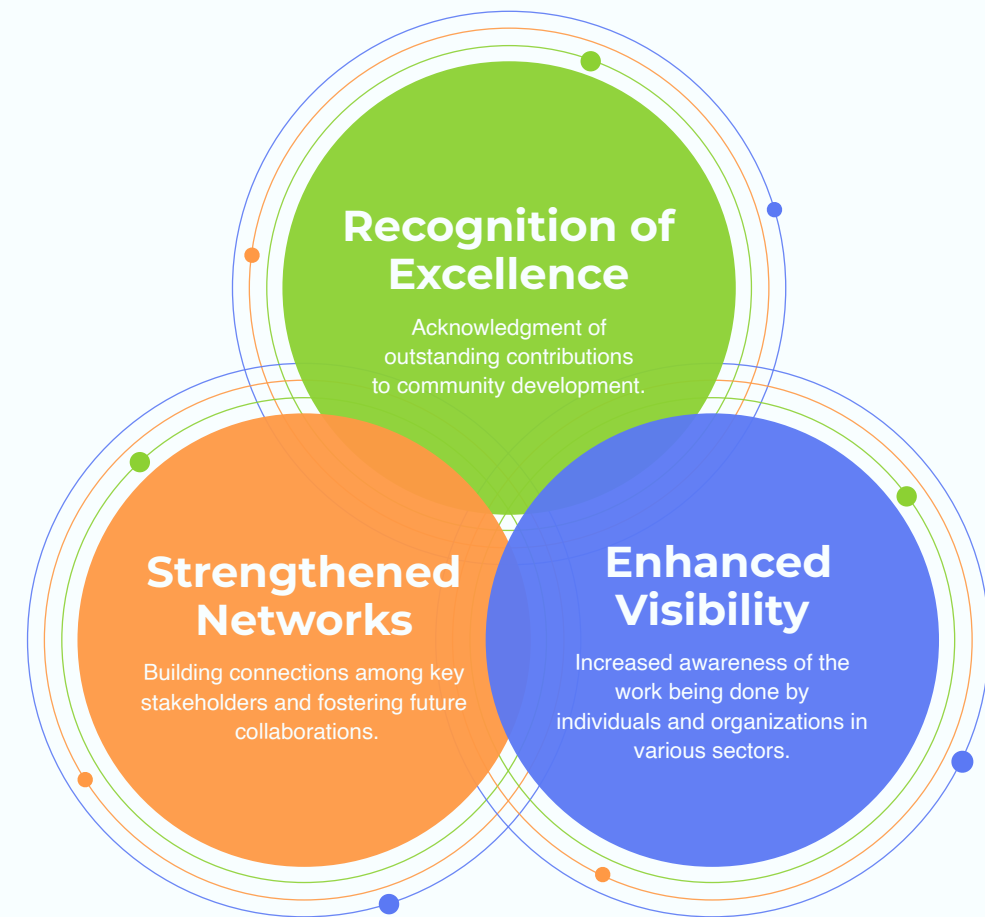 Recognition of
Excellence
Acknowledgment of
outstanding contributions
to community development.
Strengthened
Networks
Building connections among key
stakeholders and fostering future
collaborations.
Enhanced
Visibility
Increased awareness of the
work being done by
individuals and organizations in
various sectors.